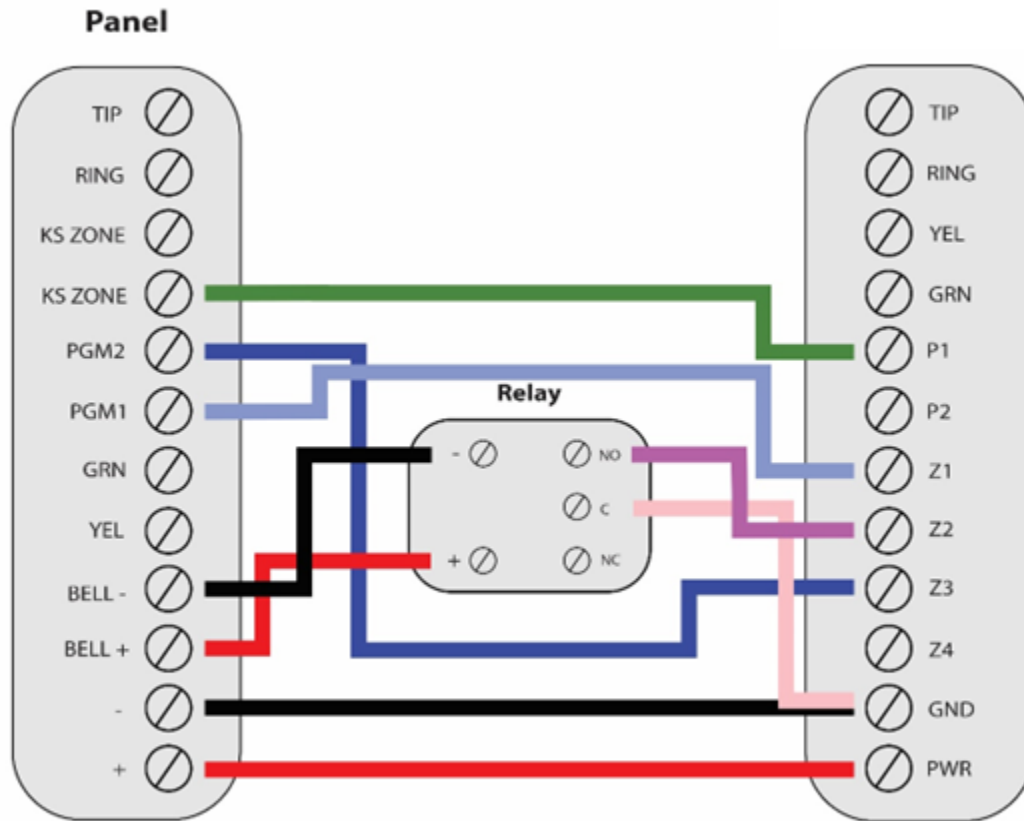 Panel
TIP
RING
KS ZONE
KS ZONE
PGM2
PGM1
GRN
YEL
BELL -
BELL +
-
+
Relay
-
+
NO
C
NC
TIP
RING
YEL
GRN
P1
P2
Z1
Z2
Z3
Z4
GND
PWR